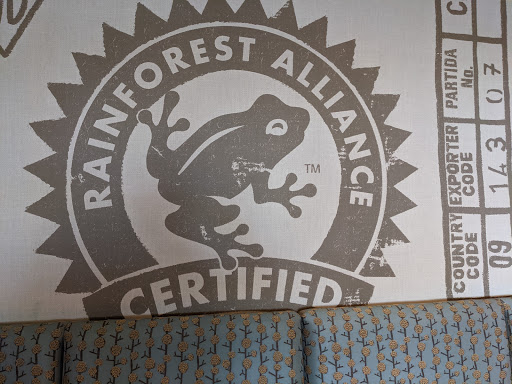 RAINFOREST ALLIANCE
TM
CERTIFIED
COUNTRY CODE
09
EXPORTER CODE
143
PARTIDA No.
07
C